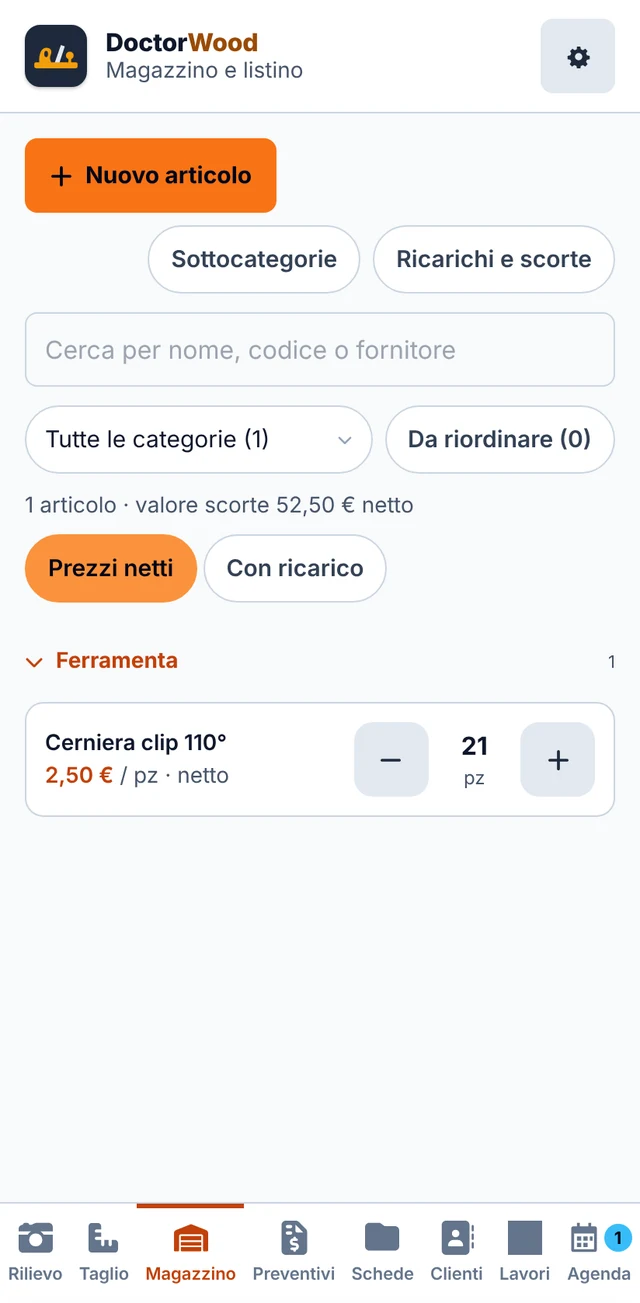 DoctorWood
Magazzino e listino
+ Nuovo articolo
Sottocategorie
Ricarichi e scorte
Cerca per nome, codice o fornitore
Tutte le categorie (1)
Da riordinare (0)
1 articolo · valore scorte 52,50 € netto
Prezzi netti
Con ricarico
Ferramenta
1
Cerniera clip 110°
2,50 € / pz · netto
−
21
pz
+
Rilievo
Taglio
Magazzino
Preventivi
Schede
Clienti
Lavori
Agenda
1